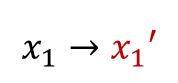 x₁ → x₁′